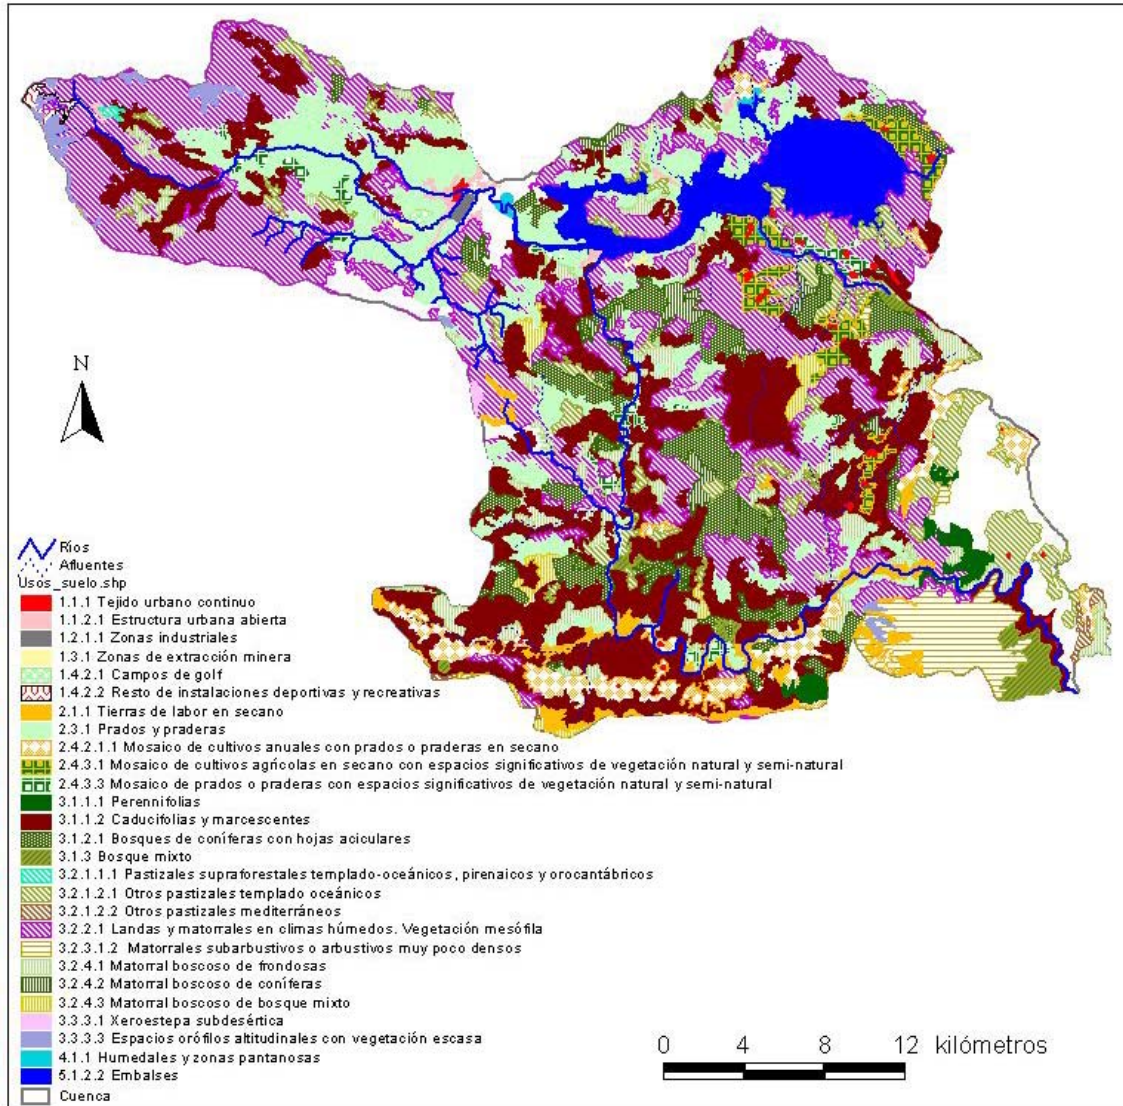 N
Ríos
Afluentes
Usos_suelo.shp
1.1.1 Tejido urbano continuo
1.1.2.1 Estructura urbana abierta
1.2.1.1 Zonas industriales
1.3.1 Zonas de extracción minera
1.4.2.1 Campos de golf
1.4.2.2 Resto de instalaciones deportivas y recreativas
2.1.1 Tierras de labor en secano
2.3.1 Prados y praderas
2.4.2.1.1 Mosaico de cultivos anuales con prados o praderas en secano
2.4.3.1 Mosaico de cultivos agrícolas en secano con espacios significativos de vegetación natural y semi-natural
2.4.3.3 Mosaico de prados o praderas con espacios significativos de vegetación natural y semi-natural
3.1.1.1 Perennifolias
3.1.1.2 Caducifolias y marcescentes
3.1.2.1 Bosques de coníferas con hojas aciculares
3.1.3 Bosque mixto
3.2.1.1.1 Pastizales supraforestales templado-oceánicos, pirenaicos y orocantábricos
3.2.1.2.1 Otros pastizales templado oceánicos
3.2.1.2.2 Otros pastizales mediterráneos
3.2.2.1 Landas y matorrales en climas húmedos. Vegetación mesófila
3.2.3.1.2 Matorrales subarbustivos o arbustivos muy poco densos
3.2.4.1 Matorral boscoso de frondosas
3.2.4.2 Matorral boscoso de coníferas
3.2.4.3 Matorral boscoso de bosque mixto
3.3.3.1 Xeroestepa subdesértica
3.3.3.3 Espacios orófilos altitudinales con vegetación escasa
4.1.1 Humedales y zonas pantanosas
5.1.2.2 Embalses
Cuenca
0 4 8 12 kilómetros